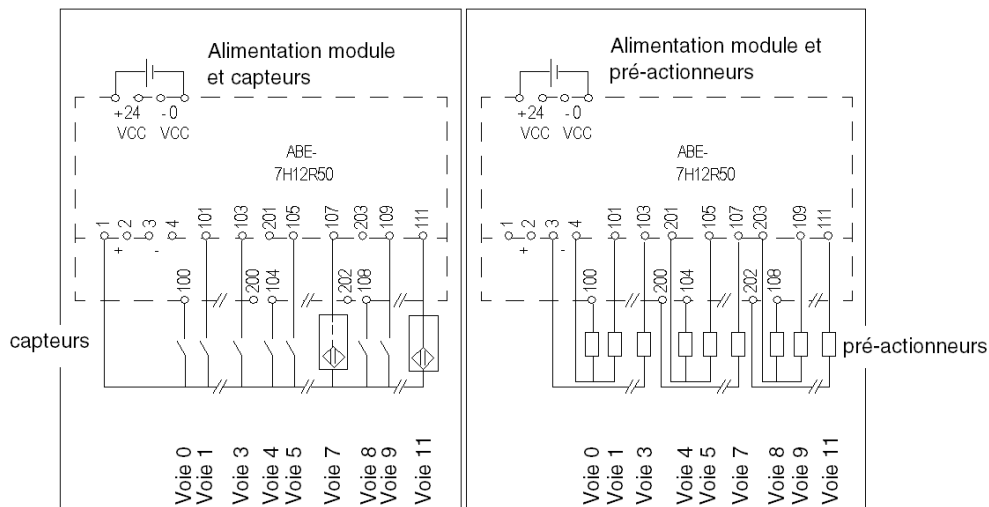 Alimentation module
et capteurs
+24 -0
VCC VCC
ABE-
7H12R50
1 2 3 4 101 103 201 105 107 203 109 111
+ -
100 200 104 202 108
capteurs
Voie 0
Voie 1
Voie 3
Voie 4
Voie 5
Voie 7
Voie 8
Voie 9
Voie 11
Alimentation module et
pré-actionneurs
+24 -0
VCC VCC
ABE-
7H12R50
1 2 3 4 101 103 201 105 107 203 109 111
+ -
100 200 104 202 108
pré-actionneurs
Voie 0
Voie 1
Voie 3
Voie 4
Voie 5
Voie 7
Voie 8
Voie 9
Voie 11